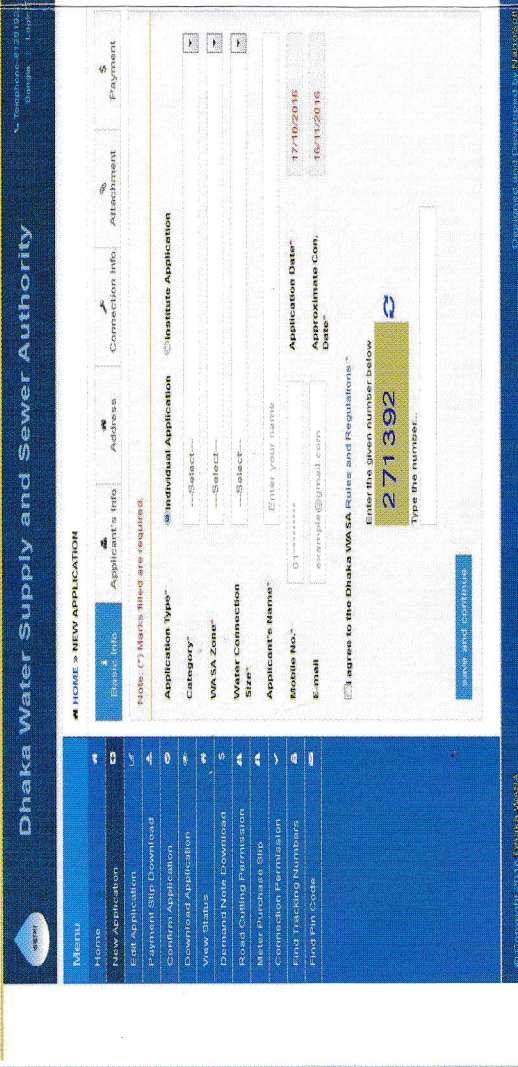 Dhaka Water Supply and Sewer Authority
Menu
Home
New Application
Edit Application
Payment Slip Download
Confirm Application
Download Application
View Status
Demand Note Download
Road Cutting Permission
Meter Purchase Slip
Connection Permission
Find Tracking Numbers
Find Pin Code
HOME » NEW APPLICATION
Basic Info
Applicant's Info
Address
Connection Info.
Attachment
$
Payment
Note: (*) Marks filled are required.
Application Type* Individual Application Institute Application
Category* ---Select---
WASA Zone* ---Select---
Water Connection Size* ---Select---
Applicant's Name* Enter your name
Mobile No.* 01--------- Application Date* 17/10/2016
E-mail example@gmail.com Approximate Con. Date* 16/11/2016
I agree to the Dhaka WASA Rules and Regulations.*
Enter the given number below
271392
Type the number...
save and continue
Designed and Developed by